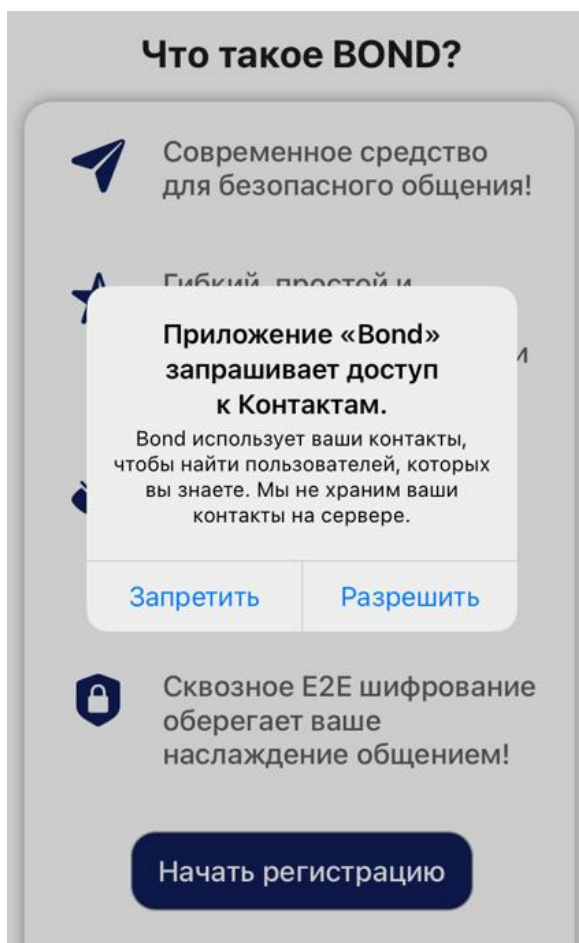 Что такое BOND?
Современное средство
для безопасного общения!
Гибкий, простой и
и
Приложение «Bond»
запрашивает доступ
к Контактам.
Bond использует ваши контакты,
чтобы найти пользователей, которых
вы знаете. Мы не храним ваши
контакты на сервере.
Запретить
Разрешить
Сквозное E2E шифрование
оберегает ваше
наслаждение общением!
Начать регистрацию